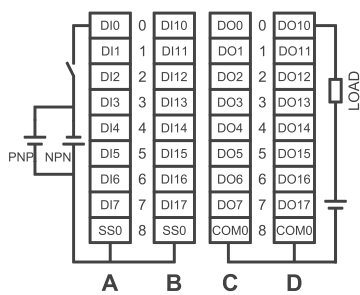 DI0 0 DI10 DO0 0 DO10
DI1 1 DI11 DO1 1 DO11
DI2 2 DI12 DO2 2 DO12
DI3 3 DI13 DO3 3 DO13
DI4 4 DI14 DO4 4 DO14
DI5 5 DI15 DO5 5 DO15
DI6 6 DI16 DO6 6 DO16
DI7 7 DI17 DO7 7 DO17
SS0 8 SS0 COM0 8 COM0
PNP NPN
LOAD
A B C D